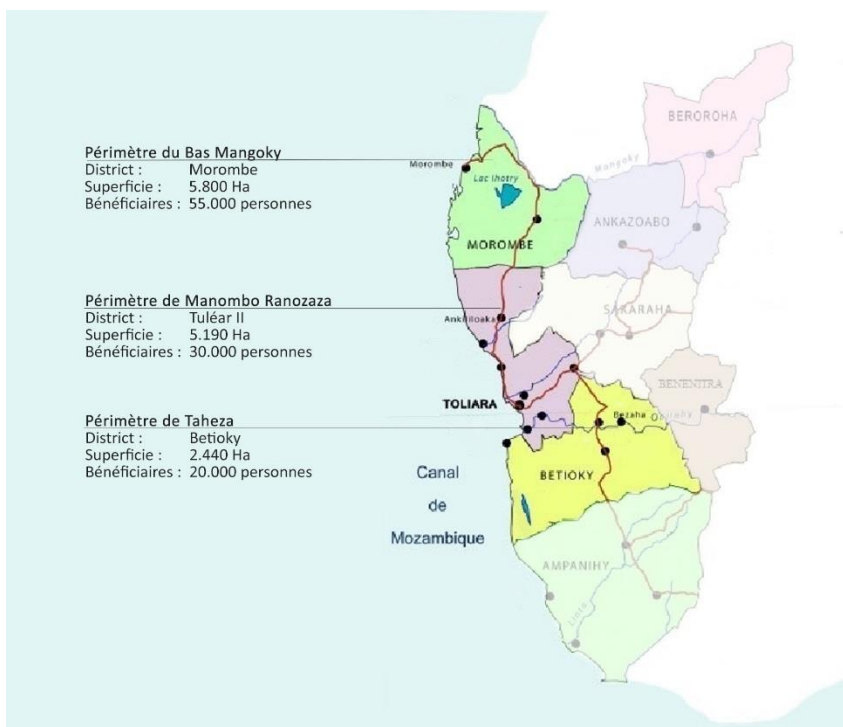 Périmètre du Bas Mangoky
District : Morombe
Superficie : 5.800 Ha
Bénéficiaires : 55.000 personnes
Périmètre de Manombo Ranozaza
District : Tuléar II
Superficie : 5.190 Ha
Bénéficiaires : 30.000 personnes
Périmètre de Taheza
District : Betioky
Superficie : 2.440 Ha
Bénéficiaires : 20.000 personnes
BEROROHA
Mangoky
Morombe
Lac Ihotry
ANKAZOABO
MOROMBE
SAKARAHA
Ankililoaka
BENENITRA
TOLIARA
Bezaha
BETIOKY
Canal
de
Mozambique
AMPANIHY
Linta